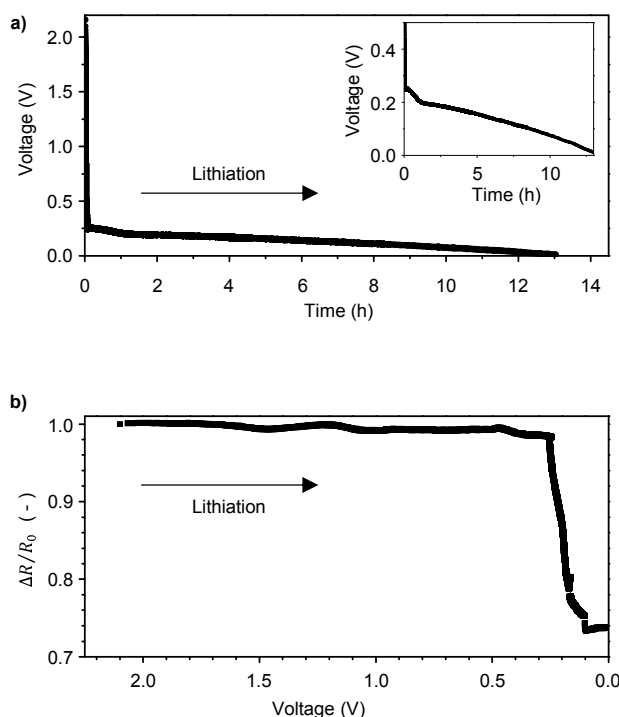 a)
Voltage (V)
2.0
1.5
1.0
0.5
0.0
Lithiation
0 2 4 6 8 10 12 14
Time (h)
Voltage (V)
0.4
0.2
0.0
0 5 10
Time (h)
b)
ΔR/R₀ ( - )
1.0
0.9
0.8
0.7
Lithiation
2.0 1.5 1.0 0.5 0.0
Voltage (V)